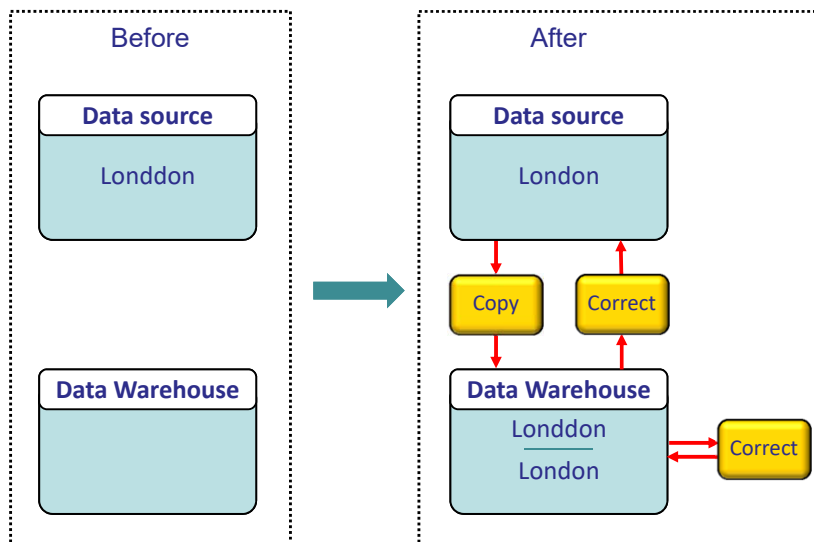 Before
Data source
Londdon
Data Warehouse
After
Data source
London
Copy
Correct
Data Warehouse
Londdon
London
Correct